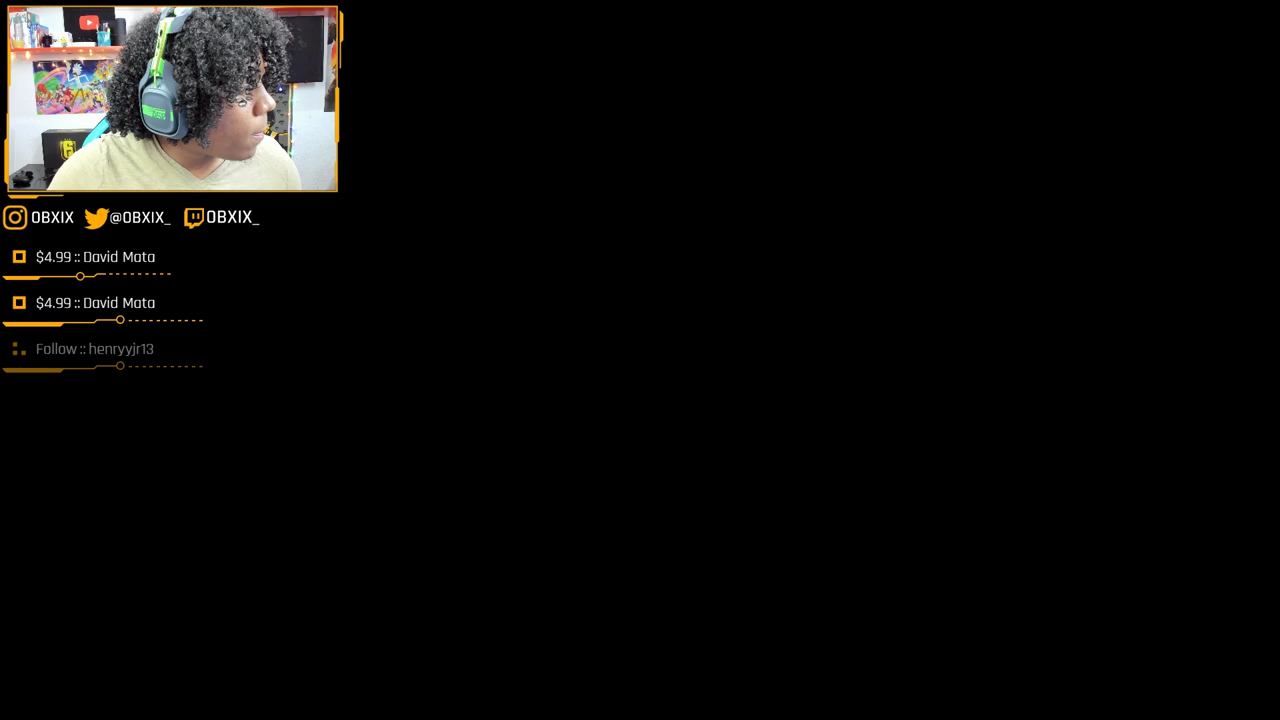 OBXIX @OBXIX_ OBXIX_
$4.99 :: David Mata
$4.99 :: David Mata
Follow :: henryyjr13